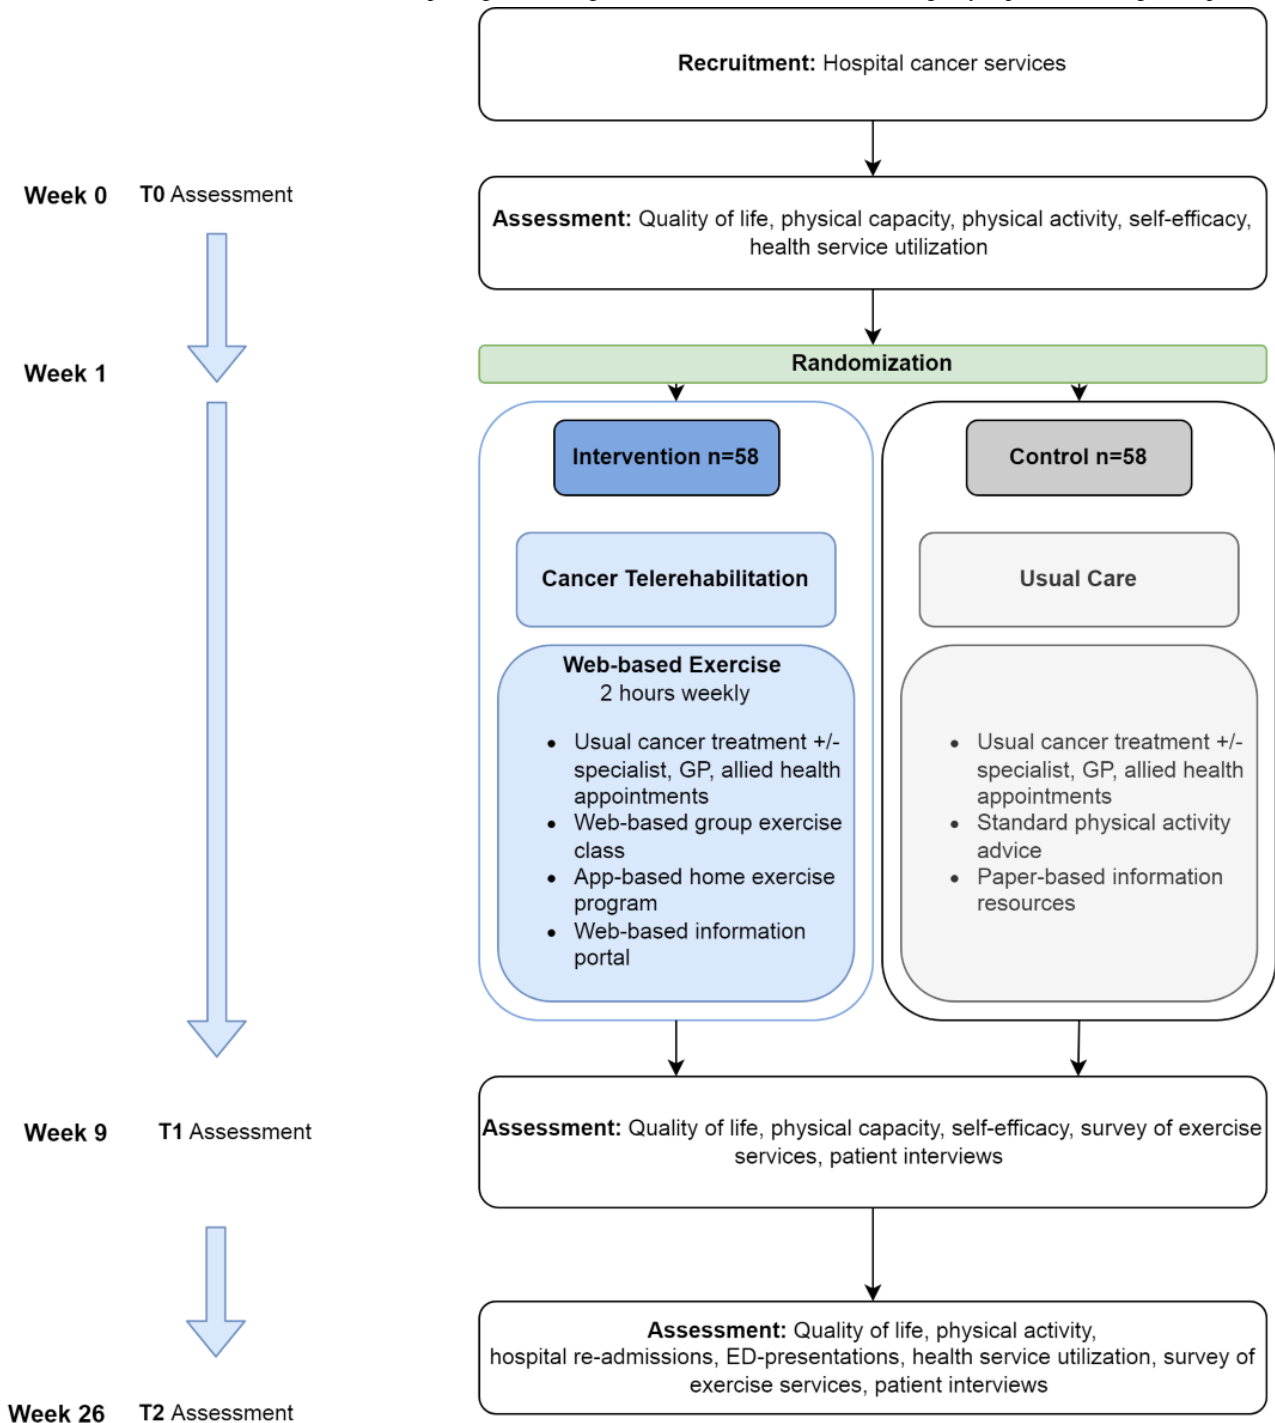 Recruitment: Hospital cancer services
Week 0 T0 Assessment
Assessment: Quality of life, physical capacity, physical activity, self-efficacy,
health service utilization
Week 1
Randomization
Intervention n=58
Control n=58
Cancer Telerehabilitation
Usual Care
Web-based Exercise
2 hours weekly
• Usual cancer treatment +/-
specialist, GP, allied health
appointments
• Web-based group exercise
class
• App-based home exercise
program
• Web-based information
portal
• Usual cancer treatment +/-
specialist, GP, allied health
appointments
• Standard physical activity
advice
• Paper-based information
resources
Week 9 T1 Assessment
Assessment: Quality of life, physical capacity, self-efficacy, survey of exercise
services, patient interviews
Assessment: Quality of life, physical activity,
hospital re-admissions, ED-presentations, health service utilization, survey of
exercise services, patient interviews
Week 26 T2 Assessment